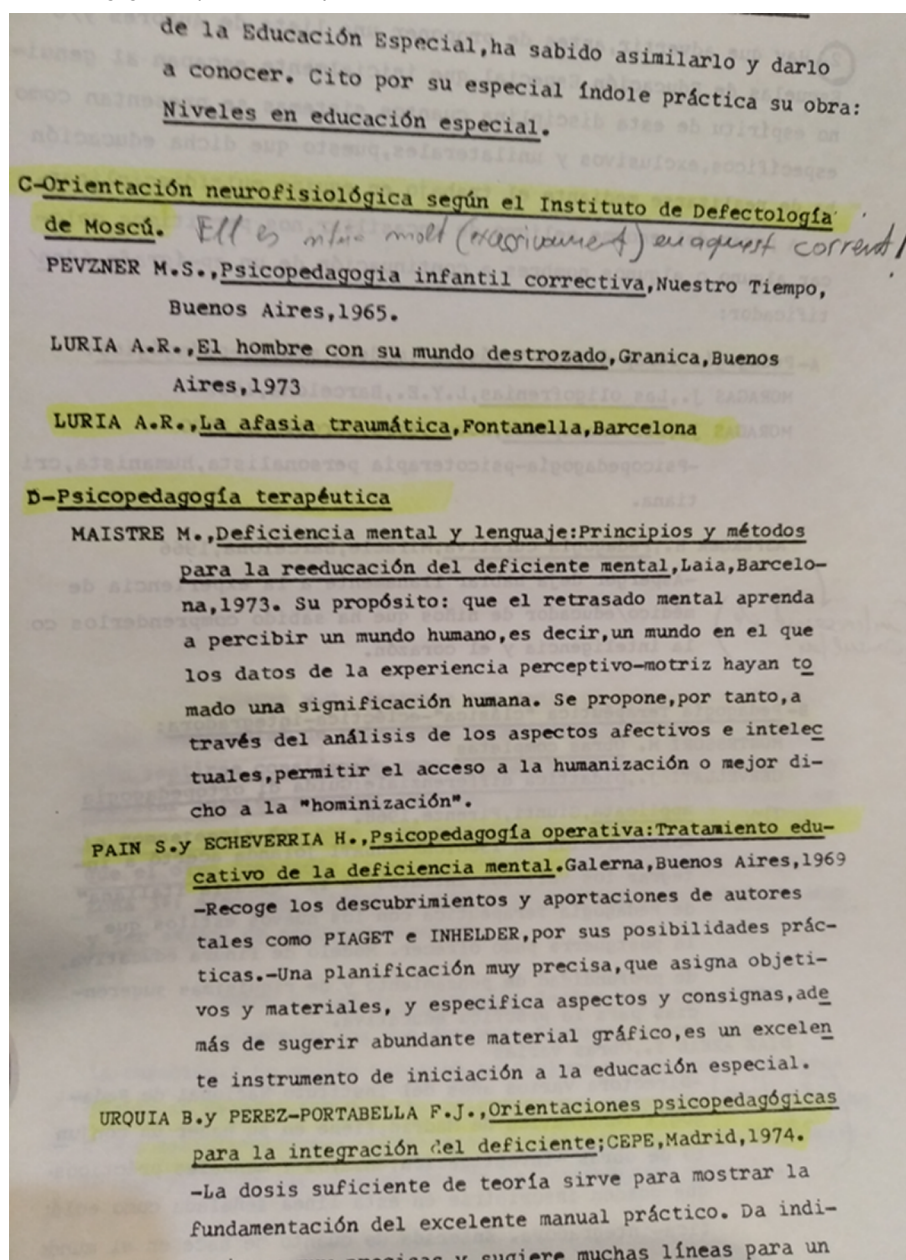 de la Educación Especial,ha sabido asimilarlo y darlo
a conocer. Cito por su especial índole práctica su obra:
Niveles en educación especial.
C-Orientación neurofisiológica según el Instituto de Defectología
de Moscú. Ell es molt (excessivament) en aquest corrent!
PEVZNER M.S.,Psicopedagogia infantil correctiva,Nuestro Tiempo,
Buenos Aires,1965.
LURIA A.R.,El hombre con su mundo destrozado,Granica,Buenos
Aires,1973
LURIA A.R.,La afasia traumática,Fontanella,Barcelona
D-Psicopedagogía terapéutica
MAISTRE M.,Deficiencia mental y lenguaje:Principios y métodos
para la reeducación del deficiente mental,Laia,Barcelo-
na,1973. Su propósito: que el retrasado mental aprenda
a percibir un mundo humano,es decir,un mundo en el que
los datos de la experiencia perceptivo-motriz hayan to
mado una significación humana. Se propone,por tanto,a
través del análisis de los aspectos afectivos e intelec
tuales,permitir el acceso a la humanización o mejor di-
cho a la "hominización".
PAIN S.y ECHEVERRIA H.,Psicopedagogía operativa:Tratamiento edu-
cativo de la deficiencia mental.Galerna,Buenos Aires,1969
-Recoge los descubrimientos y aportaciones de autores
tales como PIAGET e INHELDER,por sus posibilidades prác-
ticas.-Una planificación muy precisa,que asigna objeti-
vos y materiales, y especifica aspectos y consignas,ade
más de sugerir abundante material gráfico,es un excelen
te instrumento de iniciación a la educación especial.
URQUIA B.y PEREZ-PORTABELLA F.J.,Orientaciones psicopedagógicas
para la integración del deficiente;CEPE,Madrid,1974.
-La dosis suficiente de teoría sirve para mostrar la
fundamentación del excelente manual práctico. Da indi-
y sugiere muchas líneas para un